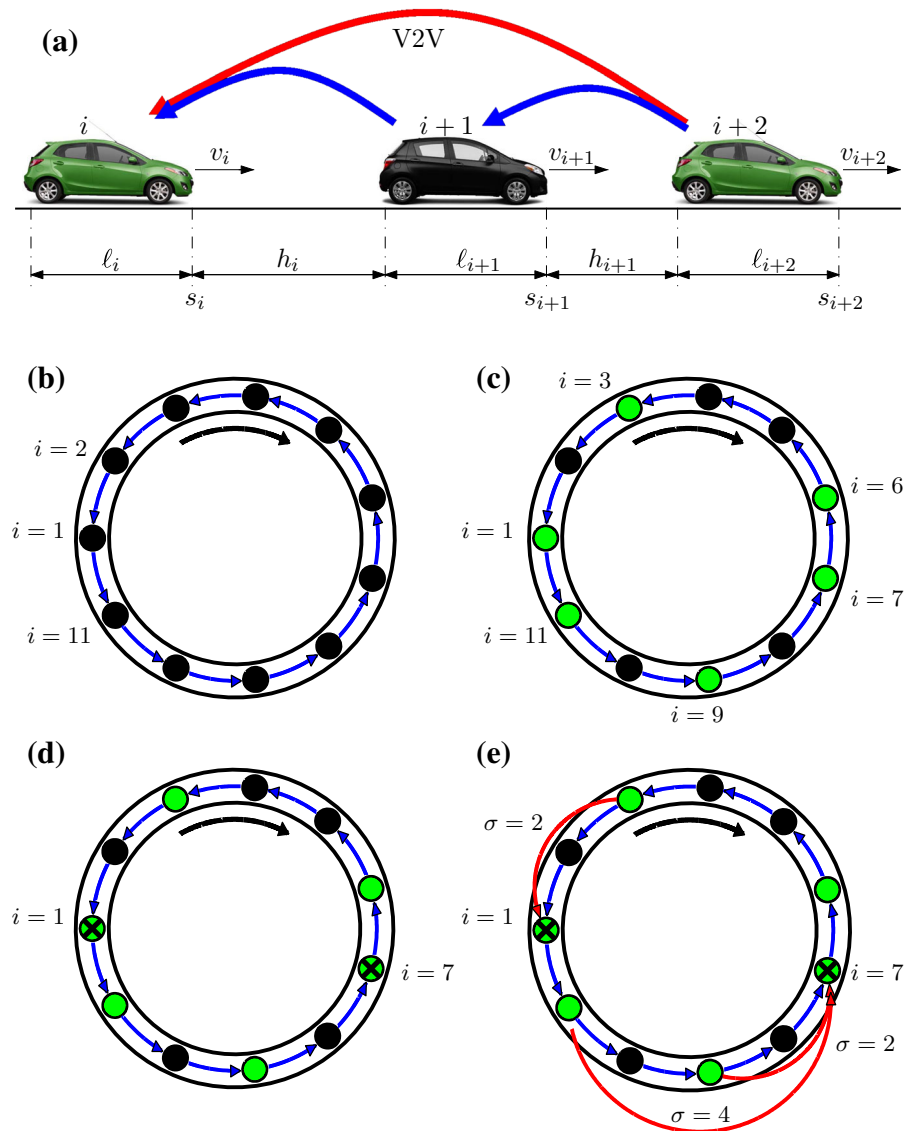 (a)
V2V
i
i + 1
i + 2
v_i
v_{i+1}
v_{i+2}
ℓ_i
h_i
ℓ_{i+1}
h_{i+1}
ℓ_{i+2}
s_i
s_{i+1}
s_{i+2}
(b)
i = 2
i = 1
i = 11
(c)
i = 3
i = 6
i = 1
i = 7
i = 11
i = 9
(d)
i = 1
i = 7
(e)
σ = 2
i = 1
i = 7
σ = 2
σ = 4